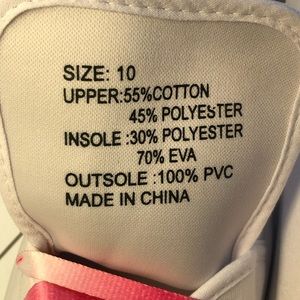 SIZE: 10
UPPER:55%COTTON
45% POLYESTER
INSOLE :30% POLYESTER
70% EVA
OUTSOLE :100% PVC
MADE IN CHINA